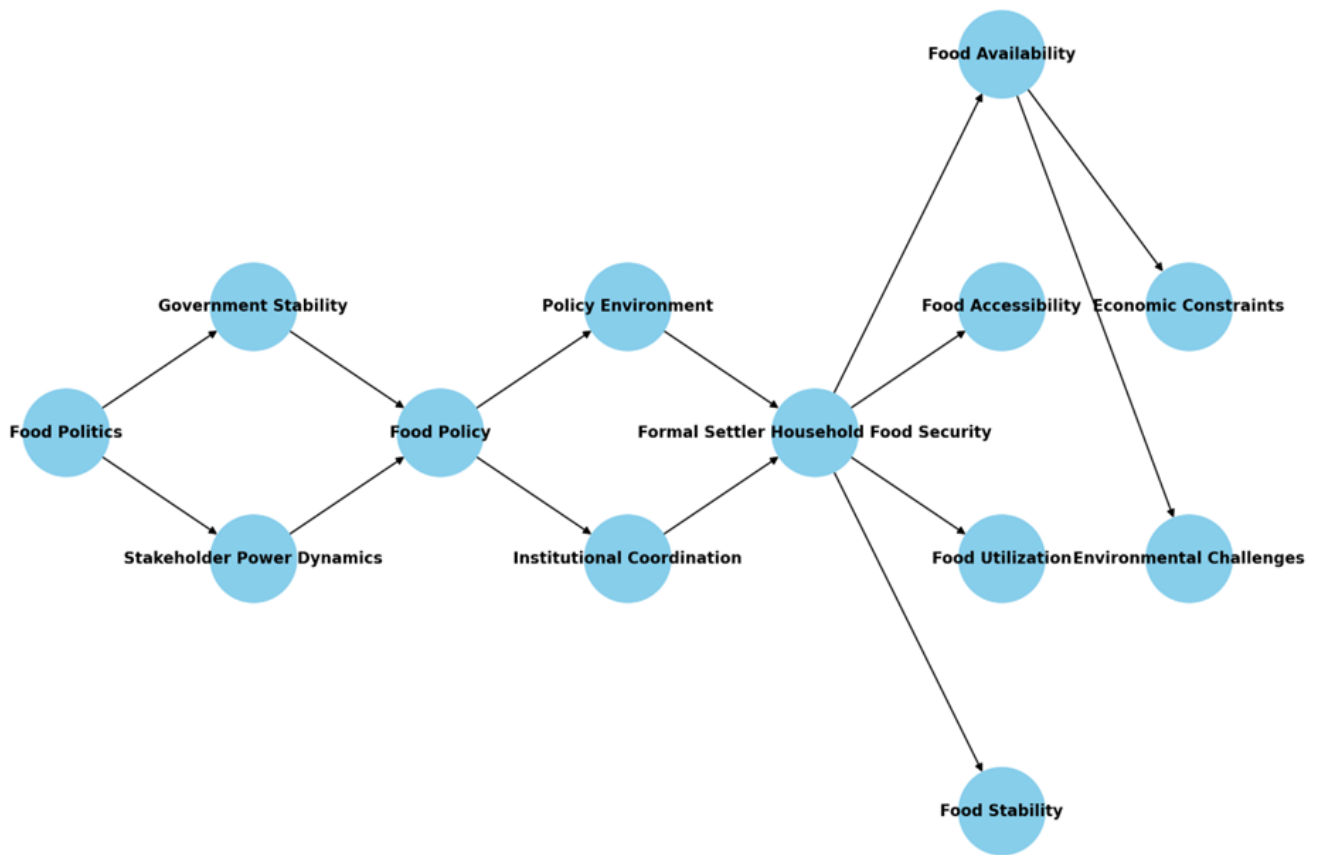 Food Availability
Government Stability
Policy Environment
Food Accessibility
Economic Constraints
Food Politics
Food Policy
Formal Settler Household Food Security
Stakeholder Power Dynamics
Institutional Coordination
Food Utilization
Environmental Challenges
Food Stability